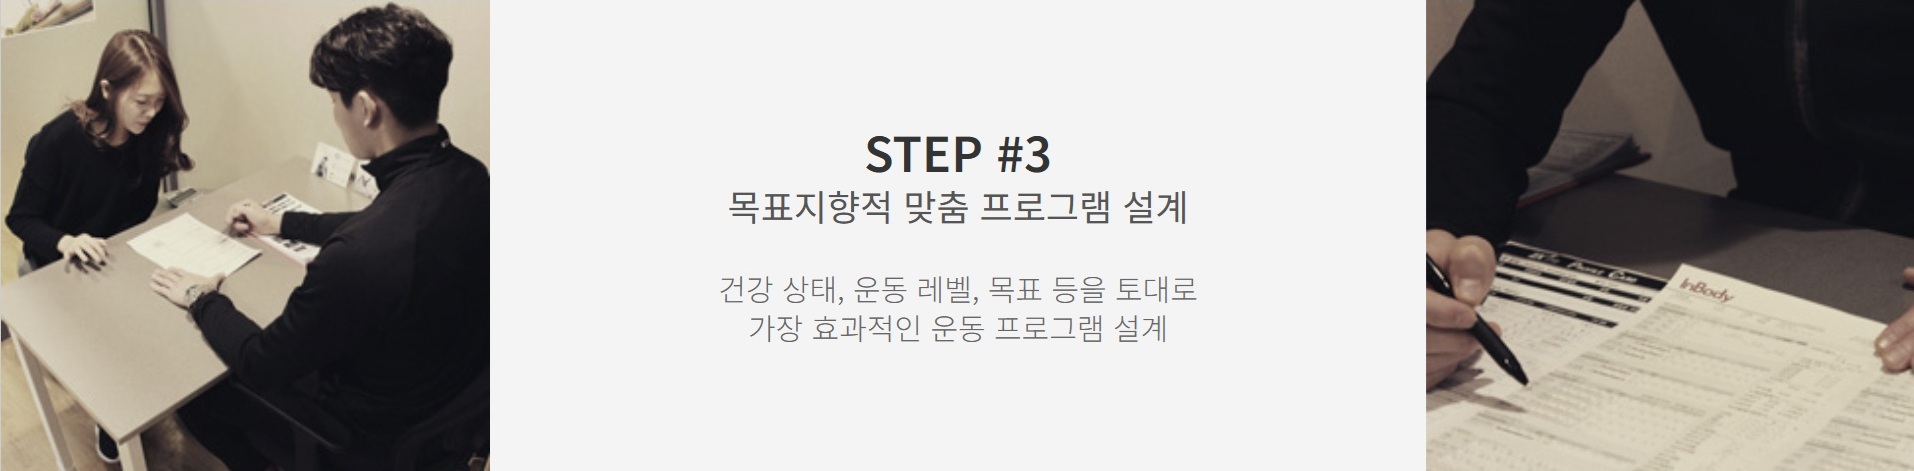 STEP #3
목표지향적 맞춤 프로그램 설계
건강 상태, 운동 레벨, 목표 등을 토대로
가장 효과적인 운동 프로그램 설계
InBody